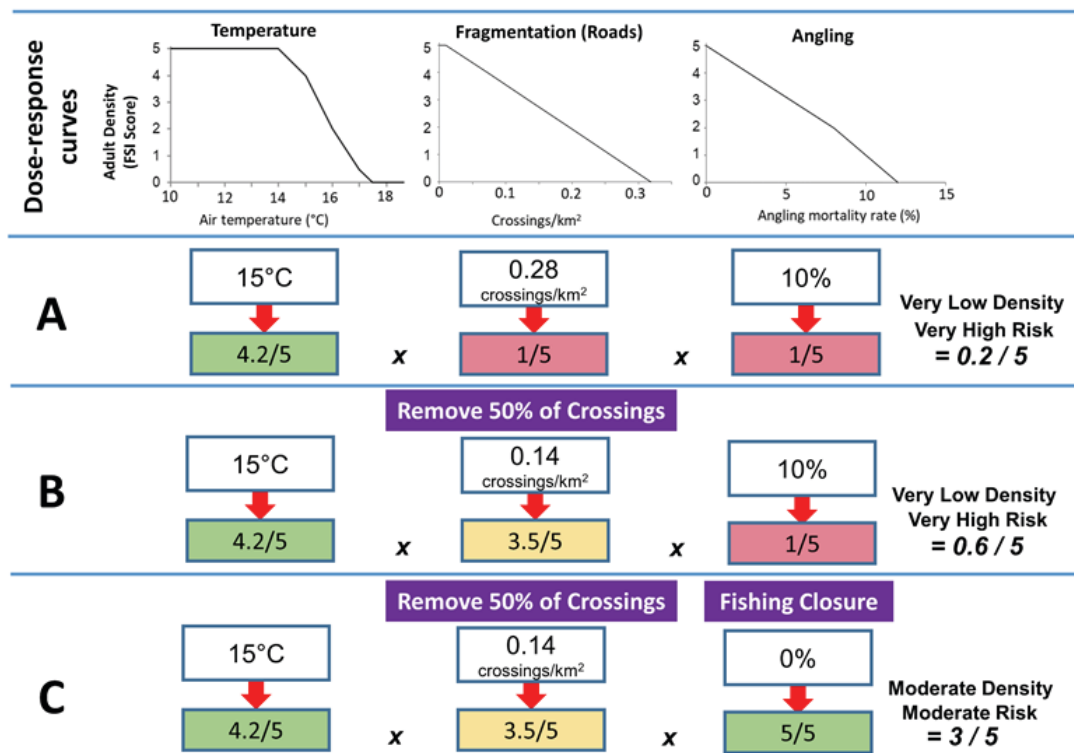 Dose-response
curves
Temperature
Adult Density
(FSI Score)
5
4
3
2
1
0
10
12
14
16
18
Air temperature (°C)
Fragmentation (Roads)
5
4
3
2
1
0
0
0.1
0.2
0.3
Crossings/km²
Angling
5
4
3
2
1
0
0
5
10
15
Angling mortality rate (%)
A
15°C
0.28
crossings/km²
10%
4.2/5
x
1/5
x
1/5
Very Low Density
Very High Risk
= 0.2 / 5
Remove 50% of Crossings
B
15°C
0.14
crossings/km²
10%
4.2/5
x
3.5/5
x
1/5
Very Low Density
Very High Risk
= 0.6 / 5
Remove 50% of Crossings
Fishing Closure
C
15°C
0.14
crossings/km²
0%
4.2/5
x
3.5/5
x
5/5
Moderate Density
Moderate Risk
= 3 / 5